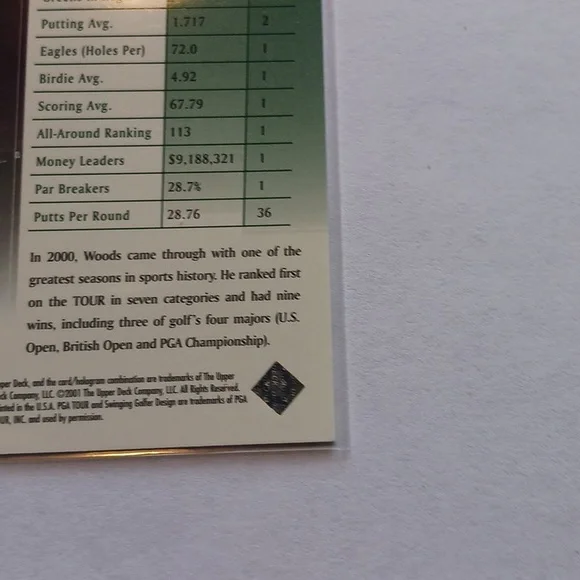 Putting Avg. 1.717 2
Eagles (Holes Per) 72.0 1
Birdie Avg. 4.92 1
Scoring Avg. 67.79 1
All-Around Ranking 113 1
Money Leaders $9,188,321 1
Par Breakers 28.7% 1
Putts Per Round 28.76 36
In 2000, Woods came through with one of the
greatest seasons in sports history. He ranked first
on the TOUR in seven categories and had nine
wins, including three of golf's four majors (U.S.
Open, British Open and PGA Championship).
per Deck, and the card/hologram combination are trademarks of The Upper
ck Company, LLC. ©2001 The Upper Deck Company, LLC. All Rights Reserved.
inted in the U.S.A. PGA TOUR and Swinging Golfer Design are trademarks of PGA
UR, INC. and used by permission.